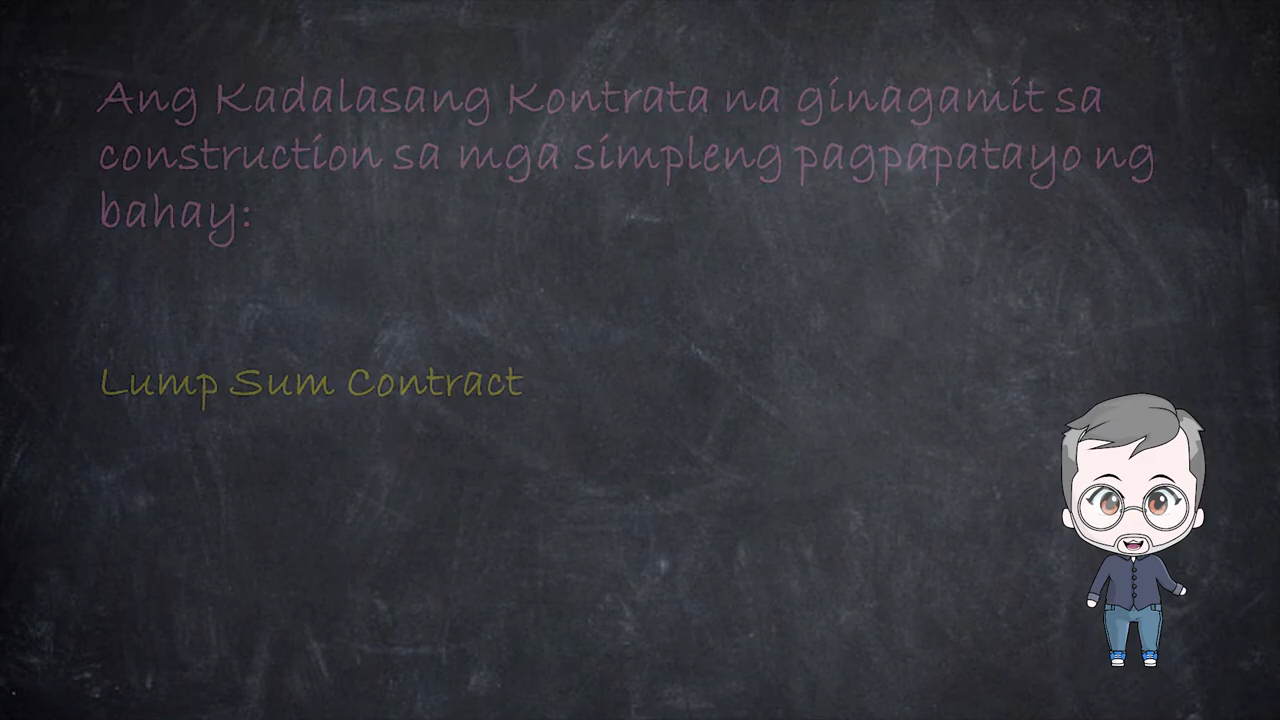 Ang Kadalasang Kontrata na ginagamit sa
construction sa mga simpleng pagpapatayo ng
bahay:
Lump Sum Contract